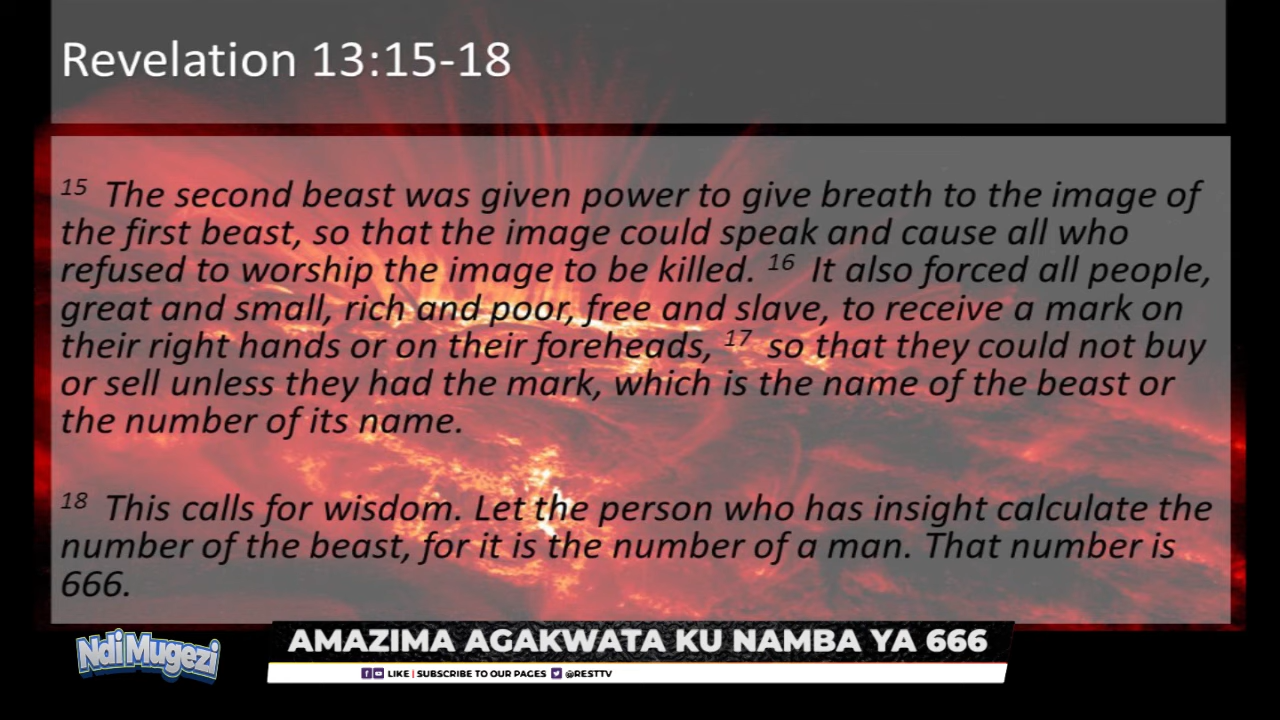 Revelation 13:15-18
15 The second beast was given power to give breath to the image of
the first beast, so that the image could speak and cause all who
refused to worship the image to be killed. 16 It also forced all people,
great and small, rich and poor, free and slave, to receive a mark on
their right hands or on their foreheads, 17 so that they could not buy
or sell unless they had the mark, which is the name of the beast or
the number of its name.
18 This calls for wisdom. Let the person who has insight calculate the
number of the beast, for it is the number of a man. That number is
666.
Ndi Mugezi
AMAZIMA AGAKWATA KU NAMBA YA 666
LIKE | SUBSCRIBE TO OUR PAGES @RESTTV